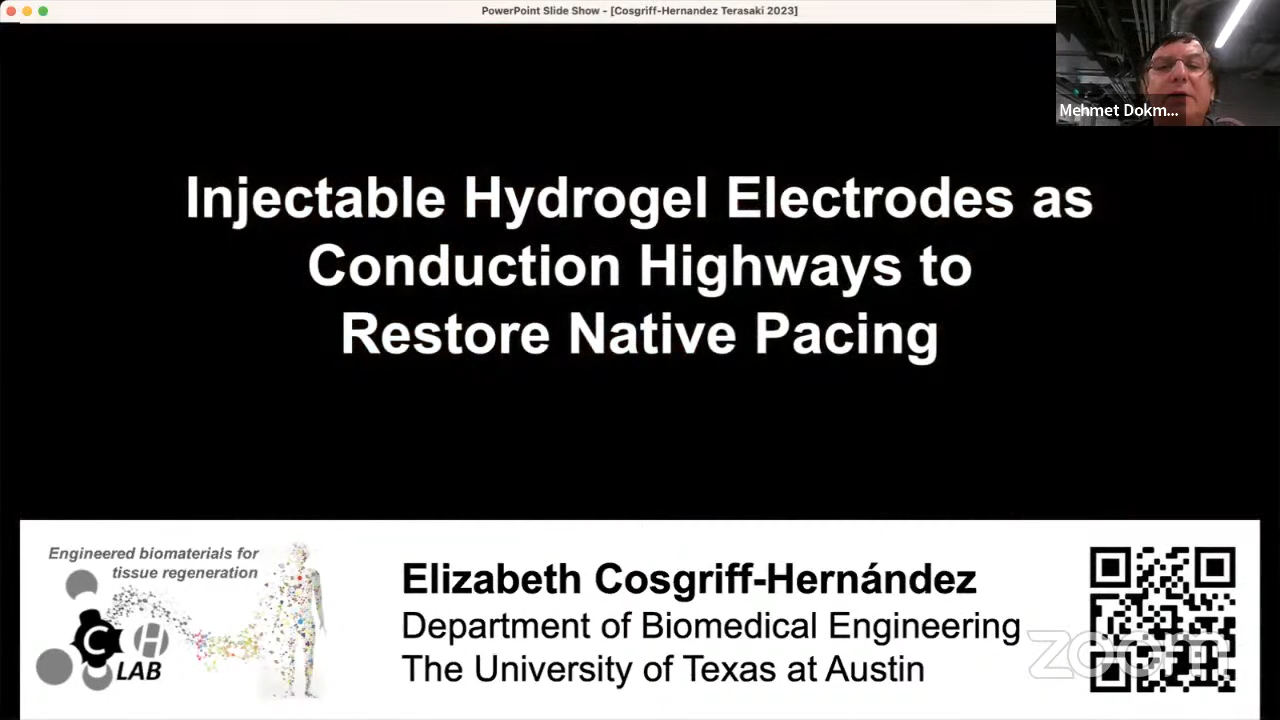 PowerPoint Slide Show - [Cosgriff-Hernandez Terasaki 2023]
Mehmet Dokm...
Injectable Hydrogel Electrodes as
Conduction Highways to
Restore Native Pacing
Engineered biomaterials for
tissue regeneration
C H
LAB
Elizabeth Cosgriff-Hernández
Department of Biomedical Engineering
The University of Texas at Austin
zoom